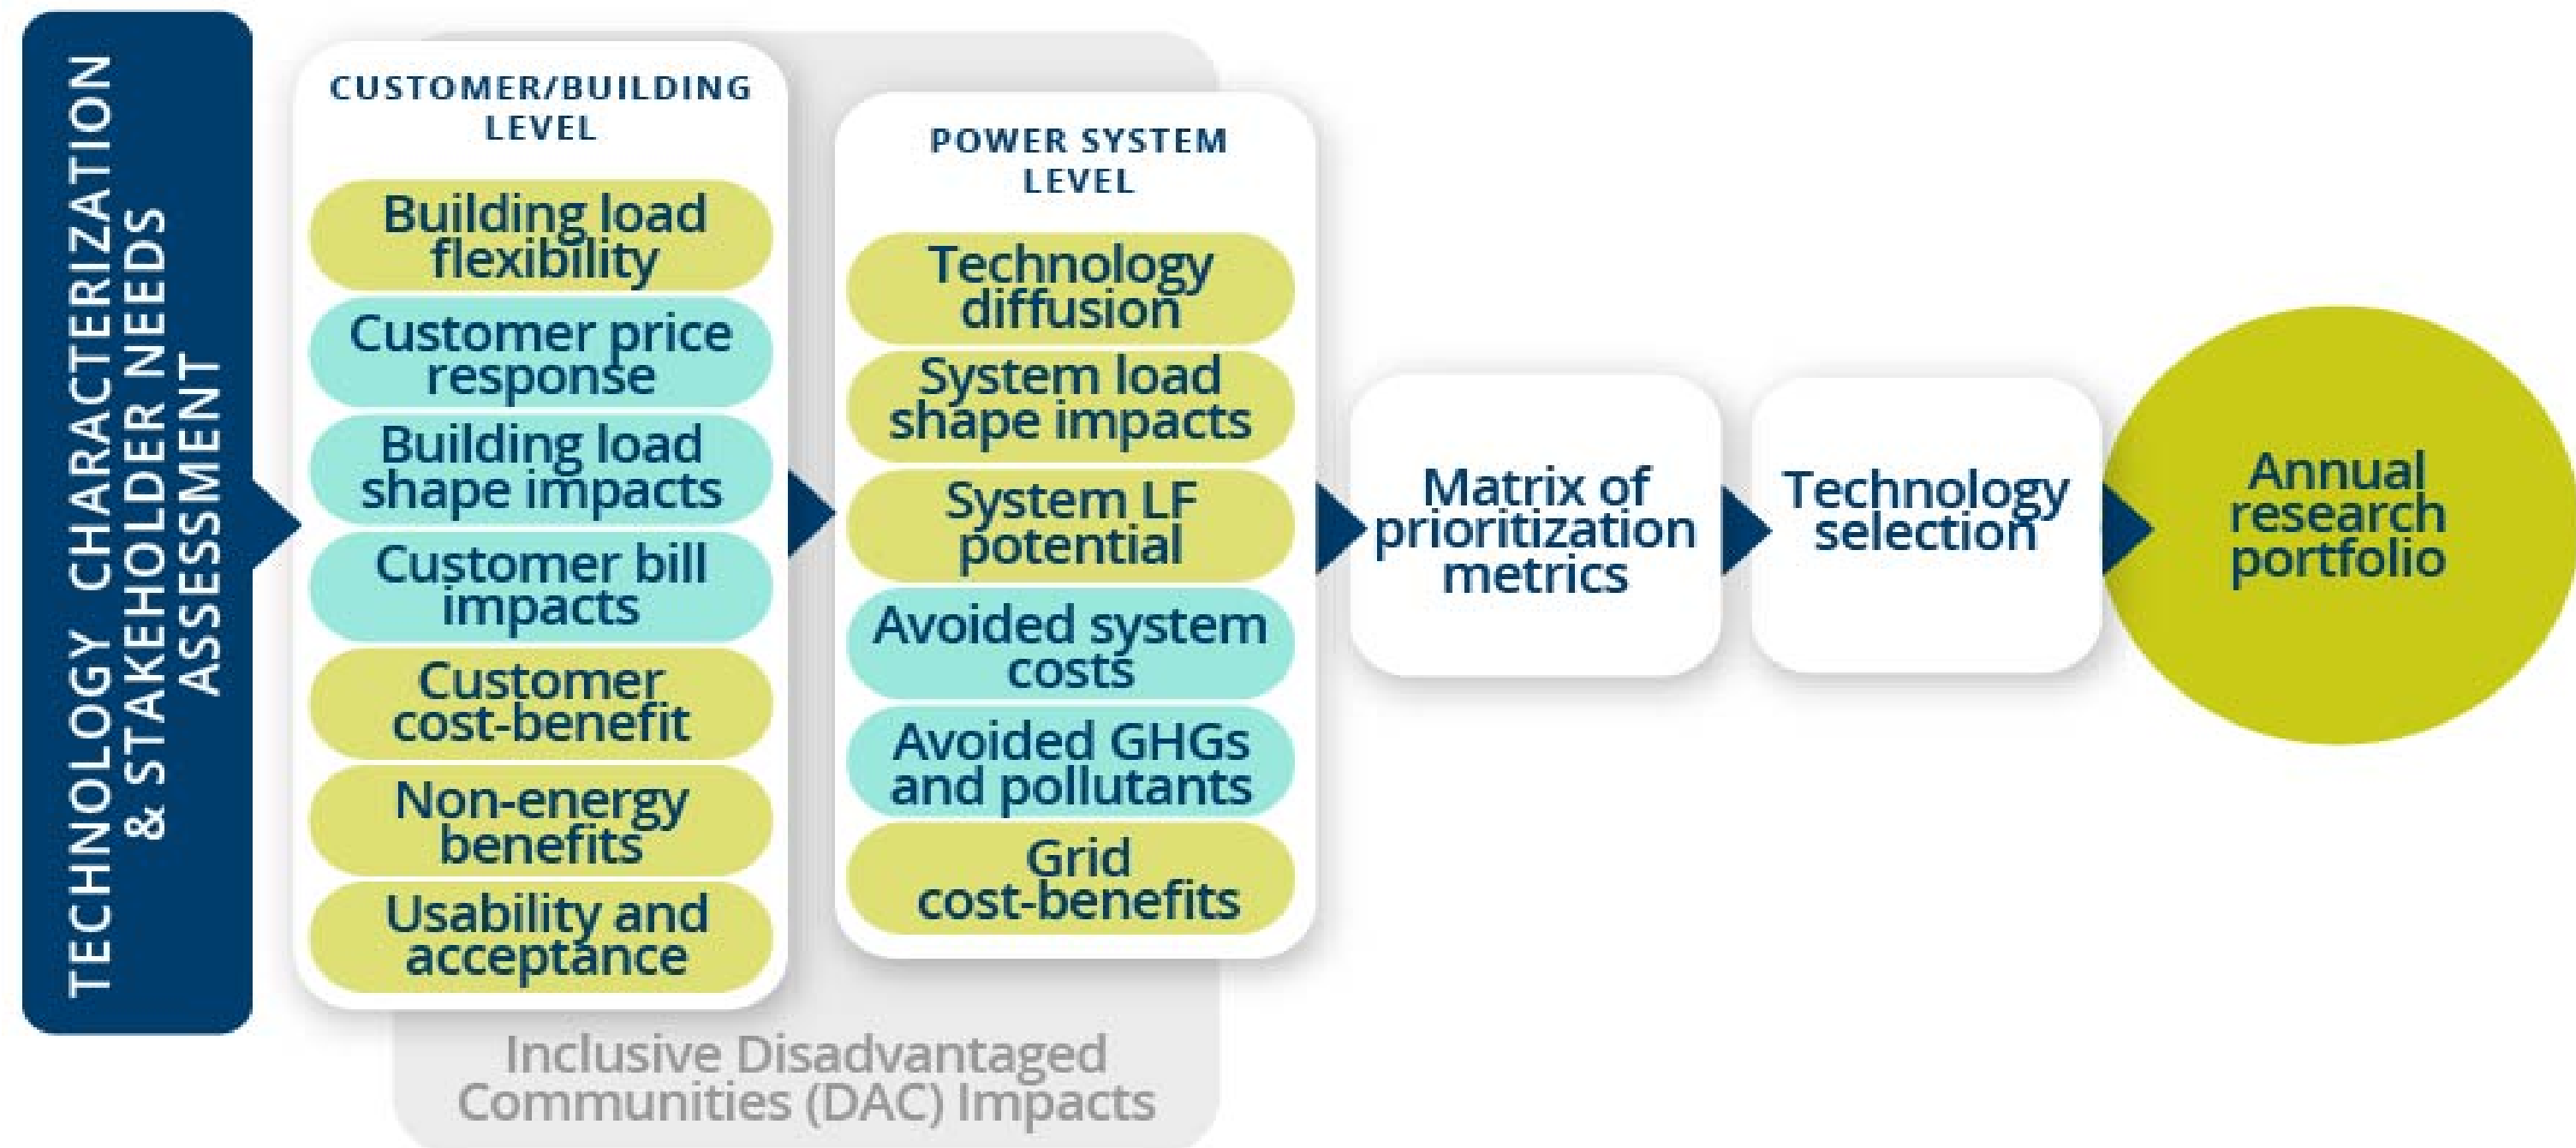 TECHNOLOGY CHARACTERIZATION
& STAKEHOLDER NEEDS
ASSESSMENT
CUSTOMER/BUILDING
LEVEL
Building load
flexibility
Customer price
response
Building load
shape impacts
Customer bill
impacts
Customer
cost-benefit
Non-energy
benefits
Usability and
acceptance
POWER SYSTEM
LEVEL
Technology
diffusion
System load
shape impacts
System LF
potential
Avoided system
costs
Avoided GHGs
and pollutants
Grid
cost-benefits
Inclusive Disadvantaged
Communities (DAC) Impacts
Matrix of
prioritization
metrics
Technology
selection
Annual
research
portfolio